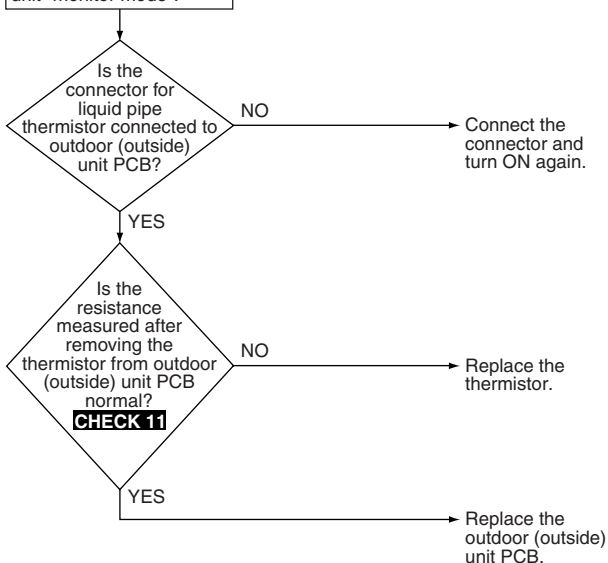 unit "monitor mode".
Is the
connector for
liquid pipe
thermistor connected to
outdoor (outside)
unit PCB?
NO
Connect the
connector and
turn ON again.
YES
Is the
resistance
measured after
removing the
thermistor from outdoor
(outside) unit PCB
normal?
CHECK 11
NO
Replace the
thermistor.
YES
Replace the
outdoor (outside)
unit PCB.